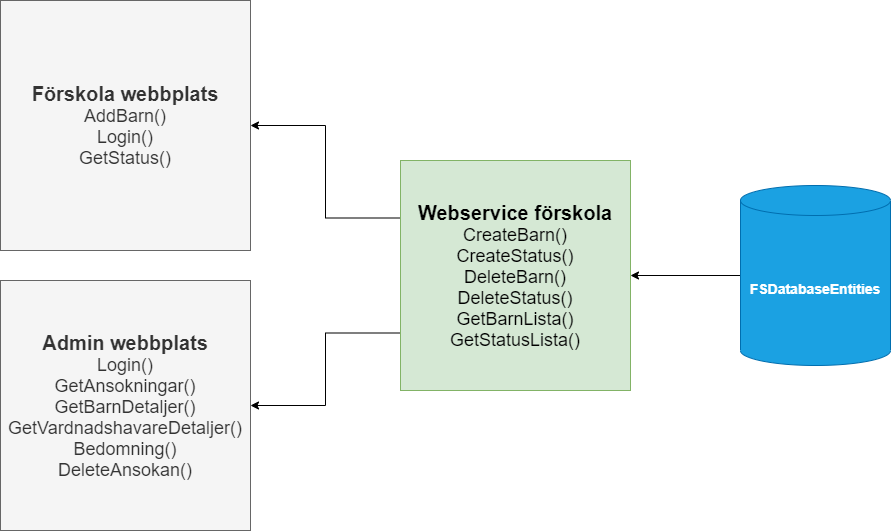 Förskola webbplats
AddBarn()
Login()
GetStatus()
Admin webbplats
Login()
GetAnsokningar()
GetBarnDetaljer()
GetVardnadshavareDetaljer()
Bedomning()
DeleteAnsokan()
Webservice förskola
CreateBarn()
CreateStatus()
DeleteBarn()
DeleteStatus()
GetBarnLista()
GetStatusLista()
FSDatabaseEntities